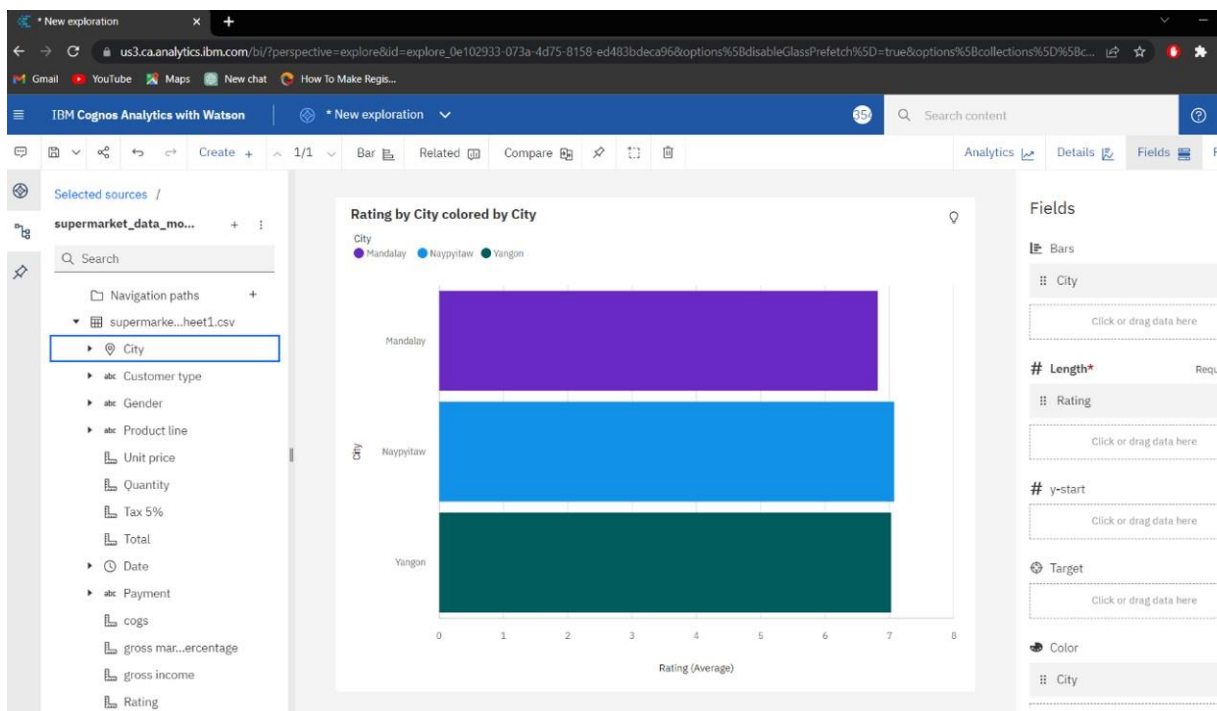 * New exploration
us3.ca.analytics.ibm.com/bi/?perspective=explore&id=explore_0e102933-073a-4d75-8158-ed483bdeca96&options%5BdisableGlassPrefetch%5D=true&options%5Bcollections%5D%5Bc...
Gmail YouTube Maps New chat How To Make Regis...
IBM Cognos Analytics with Watson * New exploration Search content
Create + 1/1 Bar Related Compare Analytics Details Fields
Selected sources /
supermarket_data_mo...
Search
Navigation paths
supermarke...heet1.csv
City
abc Customer type
abc Gender
abc Product line
Unit price
Quantity
Tax 5%
Total
Date
abc Payment
cogs
gross mar...ercentage
gross income
Rating
Rating by City colored by City
City
Mandalay Naypyitaw Yangon
Mandalay
Naypyitaw
Yangon
City
0 1 2 3 4 5 6 7 8
Rating (Average)
Fields
Bars
City
Click or drag data here
# Length* Requ
Rating
Click or drag data here
# y-start
Click or drag data here
Target
Click or drag data here
Color
City